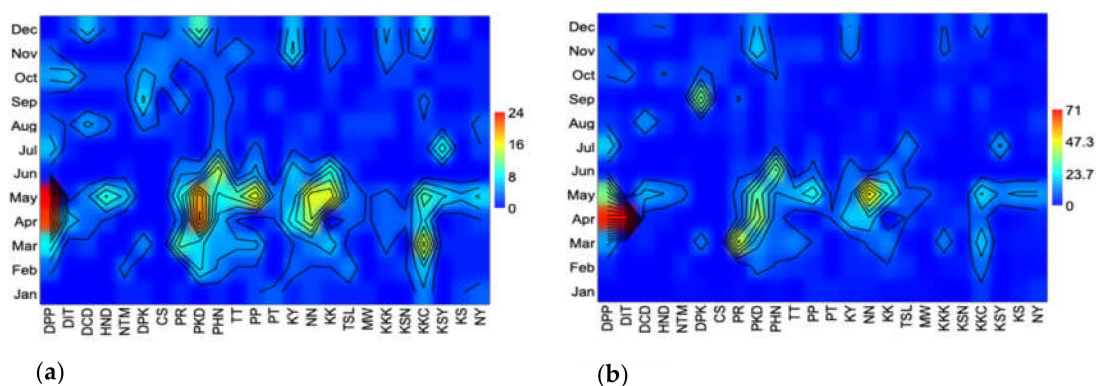 Dec
Nov
Oct
Sep
Aug
Jul
Jun
May
Apr
Mar
Feb
Jan
DPP DIT DCD HND NTM DPK CS PR PKD PHN TT PP PT KY NN KK TSL MW KKK KSN KKC KSY KS NY
24
16
8
0
(a)
Dec
Nov
Oct
Sep
Aug
Jul
Jun
May
Apr
Mar
Feb
Jan
DPP DIT DCD HND NTM DPK CS PR PKD PHN TT PP PT KY NN KK TSL MW KKK KSN KKC KSY KS NY
71
47.3
23.7
0
(b)